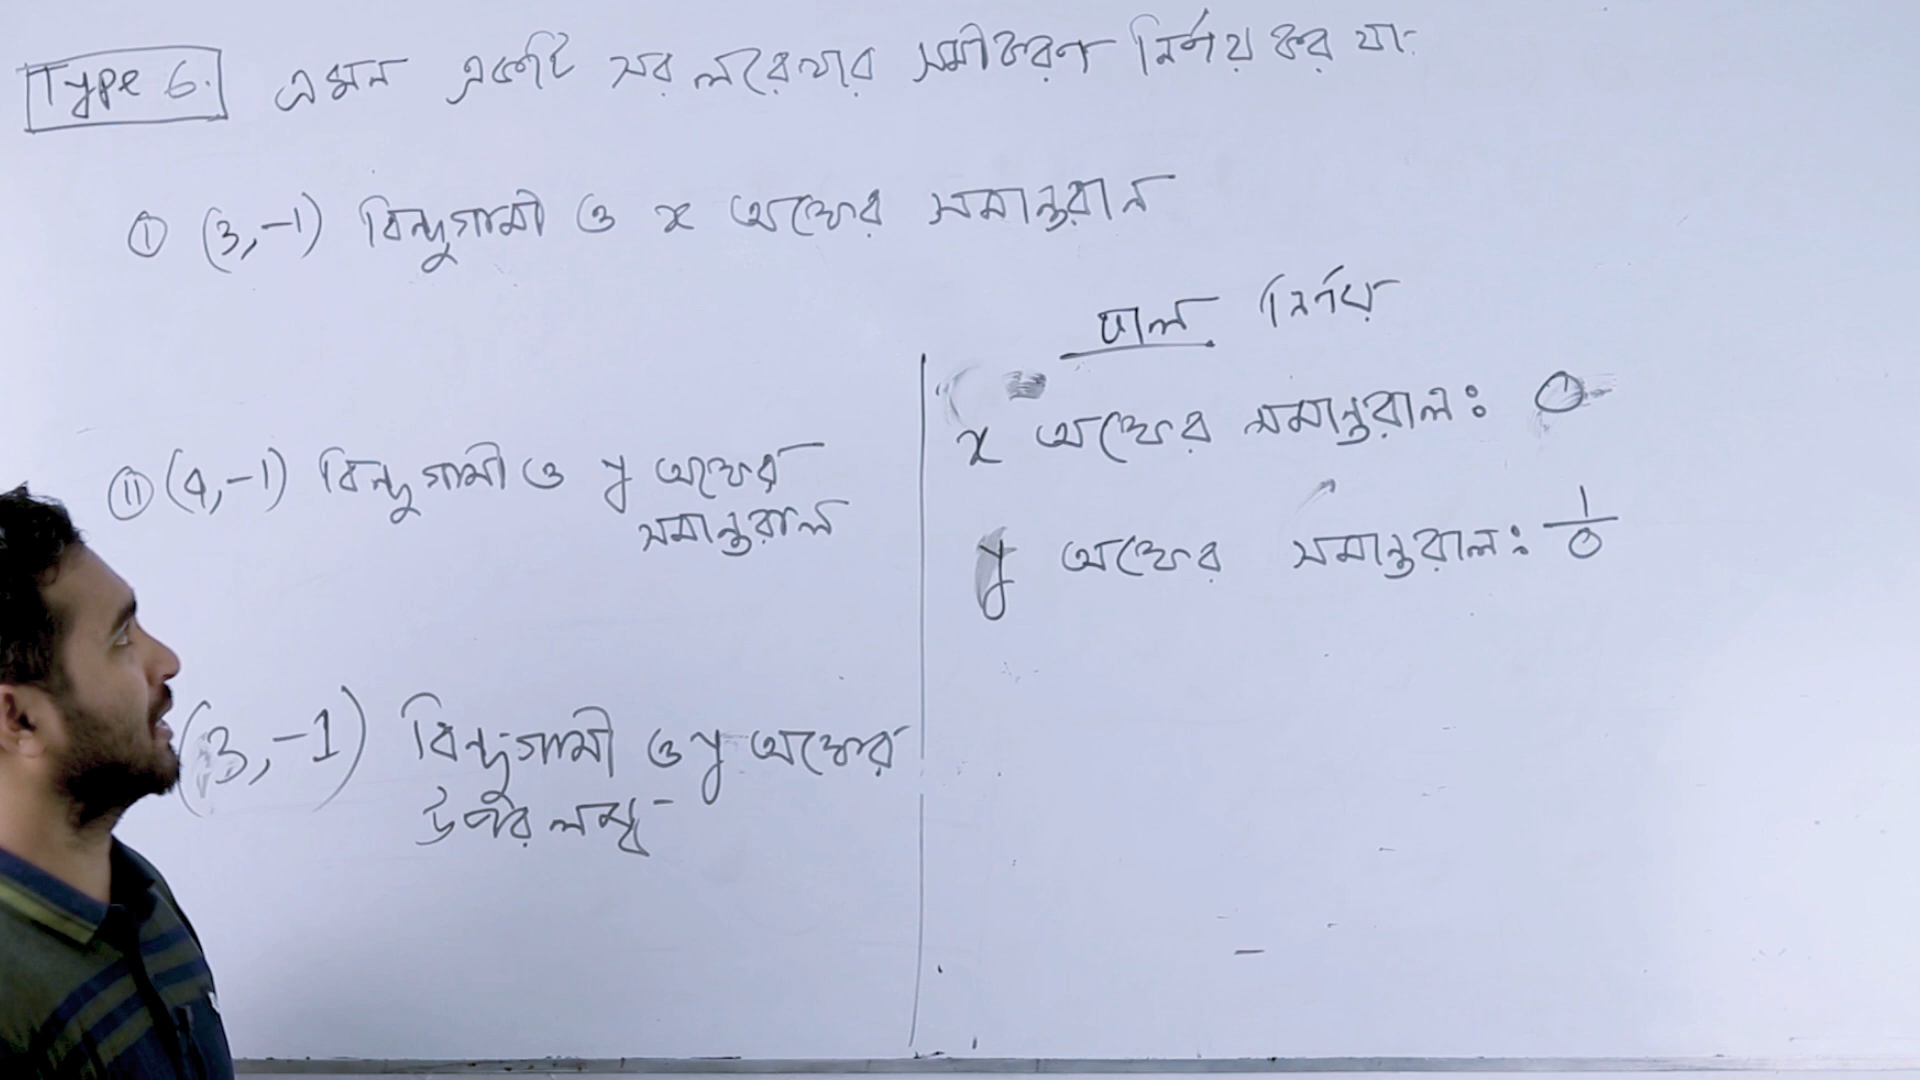 Type 6. এমন একটি সরলরেখার সমীকরণ নির্ণয় কর যা:
① (3,-1) বিন্দুগামী ও x অক্ষের সমান্তরাল
ⅱ (4,-1) বিন্দুগামী ও y অক্ষের
সমান্তরাল
(3,-1) বিন্দুগামী ও y অক্ষের
উপর লম্ব
ঢাল নির্ণয়
x অক্ষের সমান্তরাল: 0
y অক্ষের সমান্তরাল: 1/0